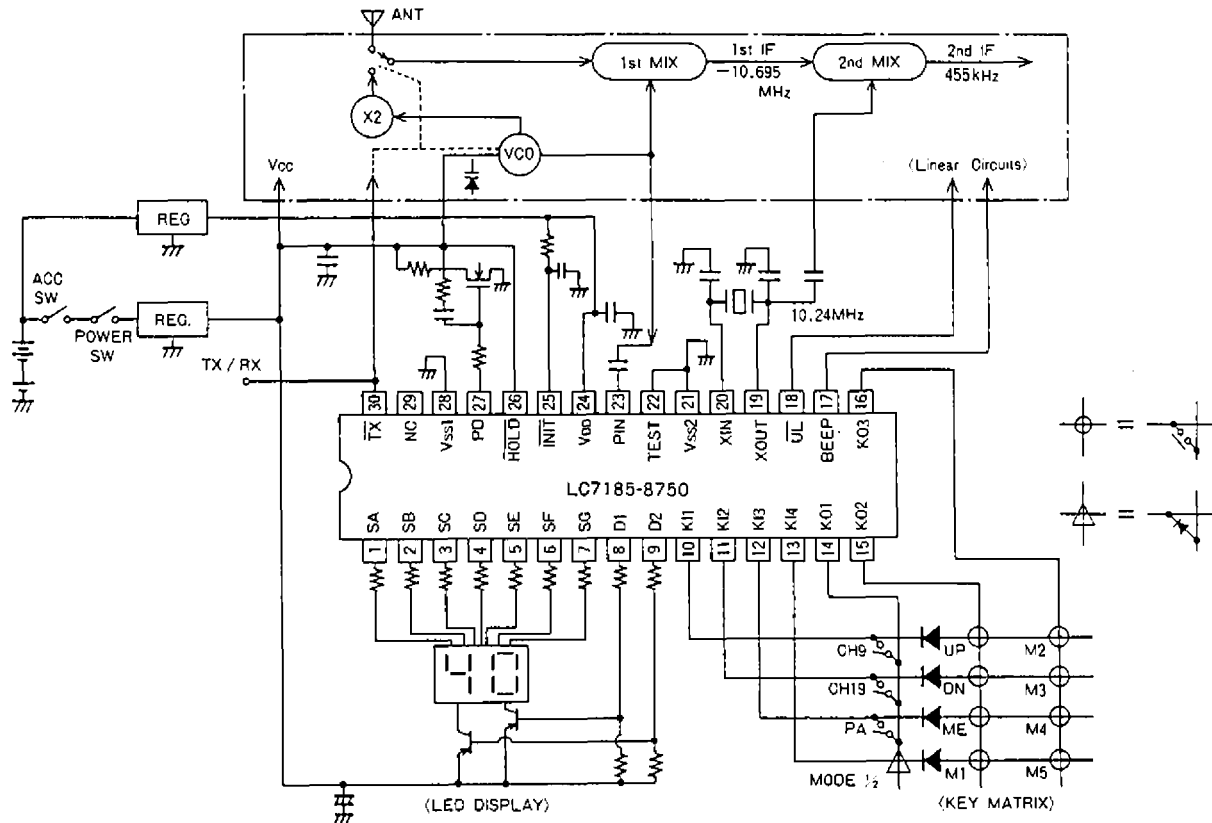 ANT
1st MIX
1st IF
−10.695
MHz
2nd MIX
2nd IF
455kHz
X2
VCO
Vcc
(Linear Circuits)
REG
ACC
SW
POWER
SW
REG.
TX / RX
10.24MHz
30 29 28 27 26 25 24 23 22 21 20 19 18 17 16
TX NC Vss1 PD HOLD INIT VDD PIN TEST Vss2 XIN XOUT UL BEEP KO3
LC7185-8750
SA SB SC SD SE SF SG D1 D2 KI1 KI2 KI3 KI4 KO1 KO2
1 2 3 4 5 6 7 8 9 10 11 12 13 14 15
=
=
40
CH9 UP M2
CH19 DN M3
PA ME M4
MODE ½ M1 M5
(LED DISPLAY)
(KEY MATRIX)